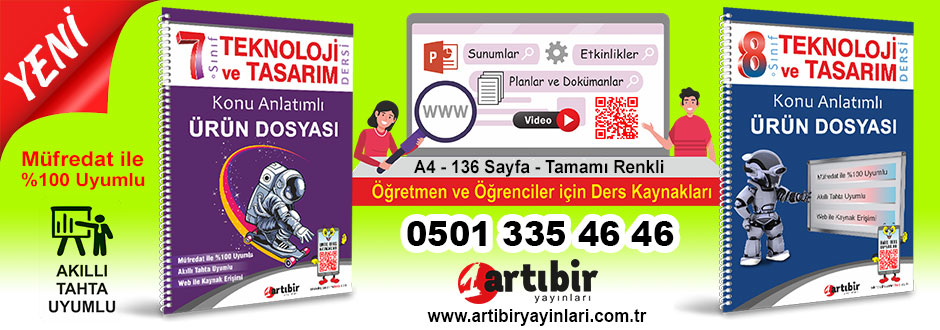 YENİ
Müfredat ile
%100 Uyumlu
AKILLI
TAHTA
UYUMLU
7
.Sınıf
TEKNOLOJİ
ve TASARIM
DERSİ
Konu Anlatımlı
ÜRÜN DOSYASI
Müfredat ile %100 Uyumlu
Akıllı Tahta Uyumlu
Web ile Kaynak Erişimi
artıbir
P
Sunumlar
Etkinlikler
Planlar ve Dokümanlar
WWW
Video
A4 - 136 Sayfa - Tamamı Renkli
Öğretmen ve Öğrenciler için Ders Kaynakları
0501 335 46 46
artıbir
yayınları
www.artibiryayinlari.com.tr
8
.Sınıf
TEKNOLOJİ
ve TASARIM
DERSİ
Konu Anlatımlı
ÜRÜN DOSYASI
Müfredat ile %100 Uyumlu
Akıllı Tahta Uyumlu
Web ile Kaynak Erişimi
artıbir